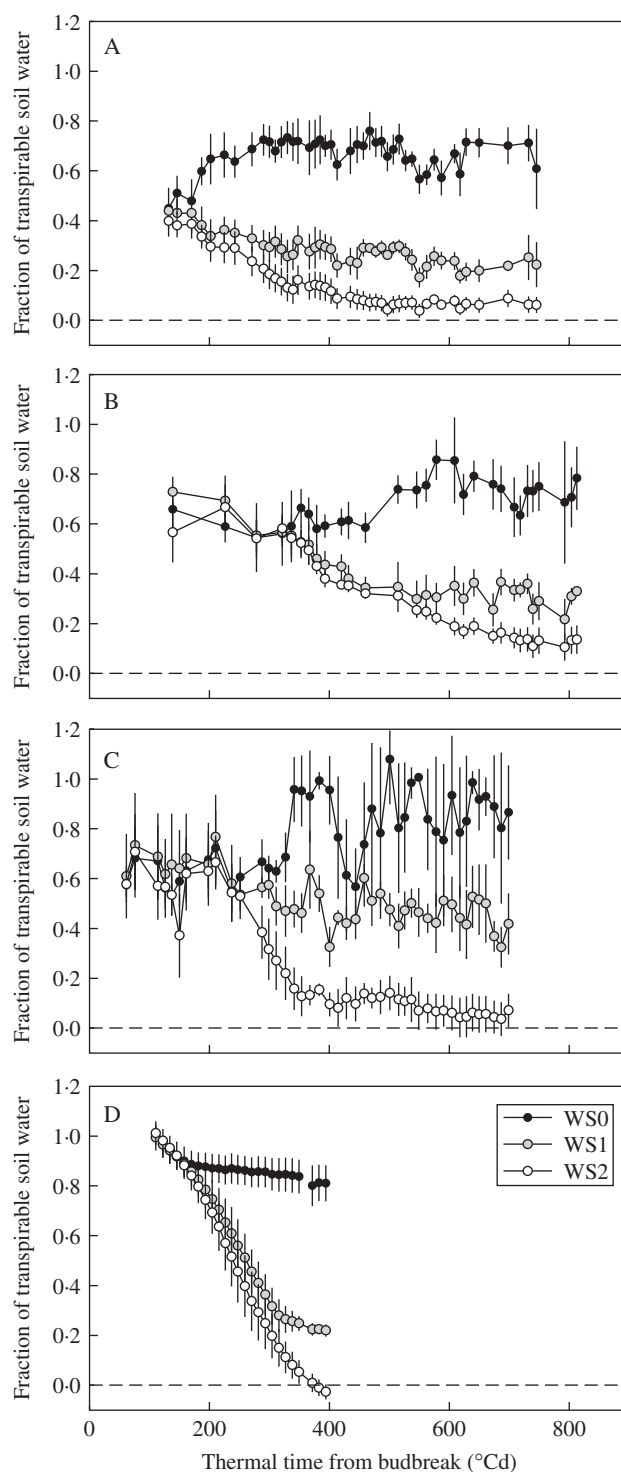 A
1·2
1·0
0·8
0·6
0·4
0·2
0·0
Fraction of transpirable soil water
B
1·2
1·0
0·8
0·6
0·4
0·2
0·0
Fraction of transpirable soil water
C
1·2
1·0
0·8
0·6
0·4
0·2
0·0
Fraction of transpirable soil water
D
1·2
1·0
0·8
0·6
0·4
0·2
0·0
Fraction of transpirable soil water
WS0
WS1
WS2
0 200 400 600 800
Thermal time from budbreak (°Cd)